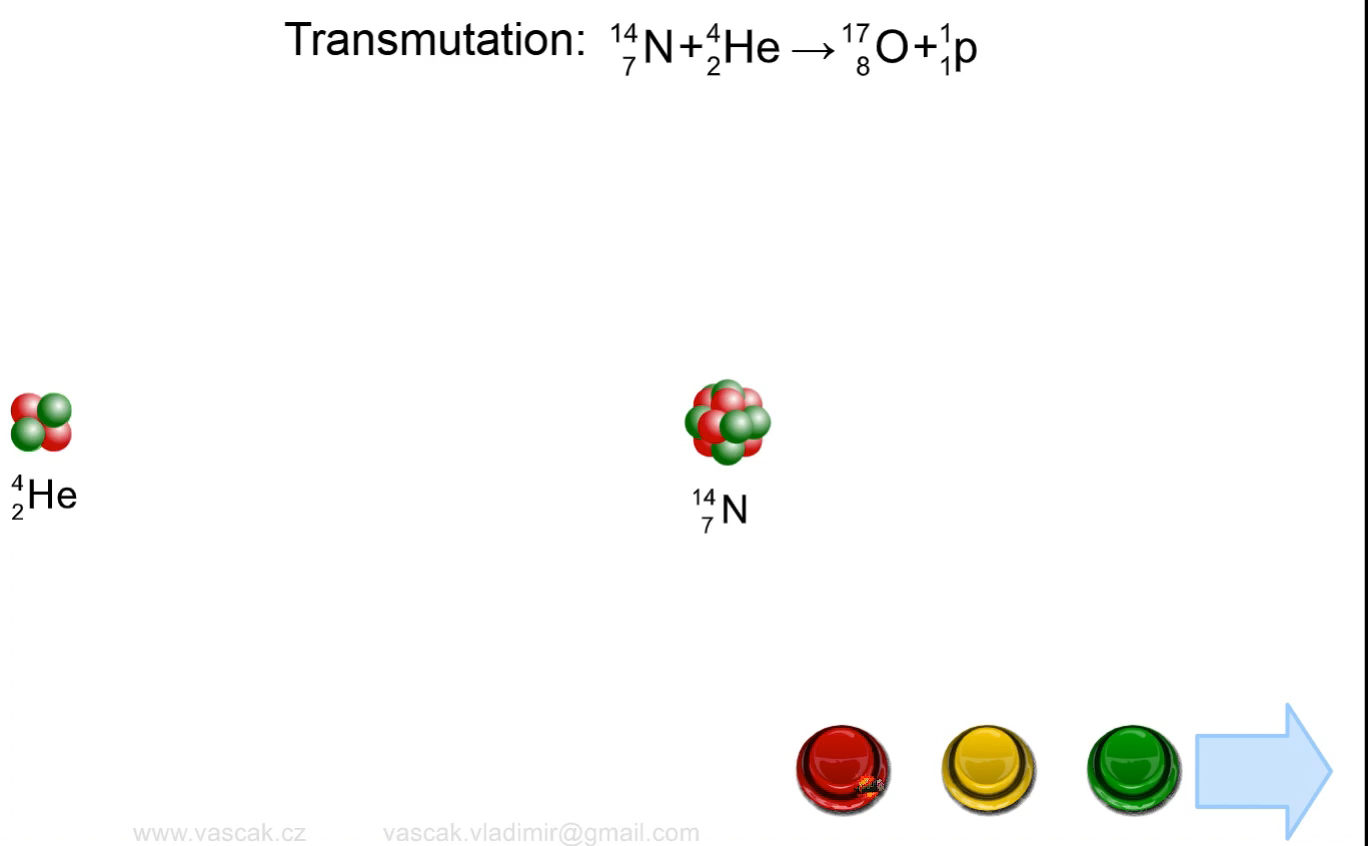 Transmutation: ¹⁴₇N+⁴₂He→¹⁷₈O+¹₁p
⁴₂He
¹⁴₇N
www.vascak.cz vascak.vladimir@gmail.com